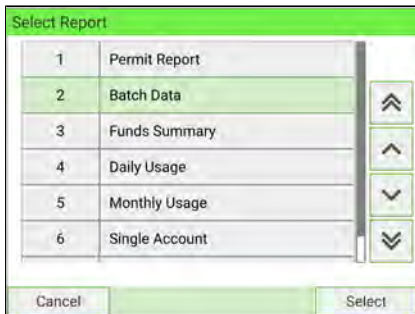 Select Report
1 Permit Report
2 Batch Data
3 Funds Summary
4 Daily Usage
5 Monthly Usage
6 Single Account
Cancel Select